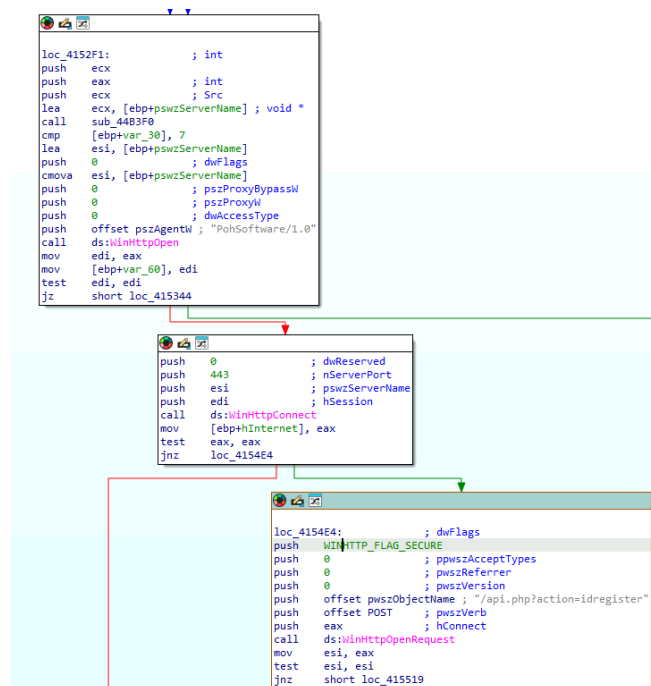 loc_4152F1: ; int
push ecx
push eax ; int
push ecx ; Src
lea ecx, [ebp+pswzServerName] ; void *
call sub_44B3F0
cmp [ebp+var_30], 7
lea esi, [ebp+pswzServerName]
push 0 ; dwFlags
cmova esi, [ebp+pswzServerName]
push 0 ; pszProxyBypassW
push 0 ; pszProxyW
push 0 ; dwAccessType
push offset pszAgentW ; "PohSoftware/1.0"
call ds:WinHttpOpen
mov edi, eax
mov [ebp+var_60], edi
test edi, edi
jz short loc_415344
push 0 ; dwReserved
push 443 ; nServerPort
push esi ; pswzServerName
push edi ; hSession
call ds:WinHttpConnect
mov [ebp+hInternet], eax
test eax, eax
jnz loc_4154E4
loc_4154E4: ; dwFlags
push WINHTTP_FLAG_SECURE
push 0 ; ppwszAcceptTypes
push 0 ; pwszReferrer
push 0 ; pwszVersion
push offset pwszObjectName ; "/api.php?action=idregister"
push offset POST ; pwszVerb
push eax ; hConnect
call ds:WinHttpOpenRequest
mov esi, eax
test esi, esi
jnz short loc_415519